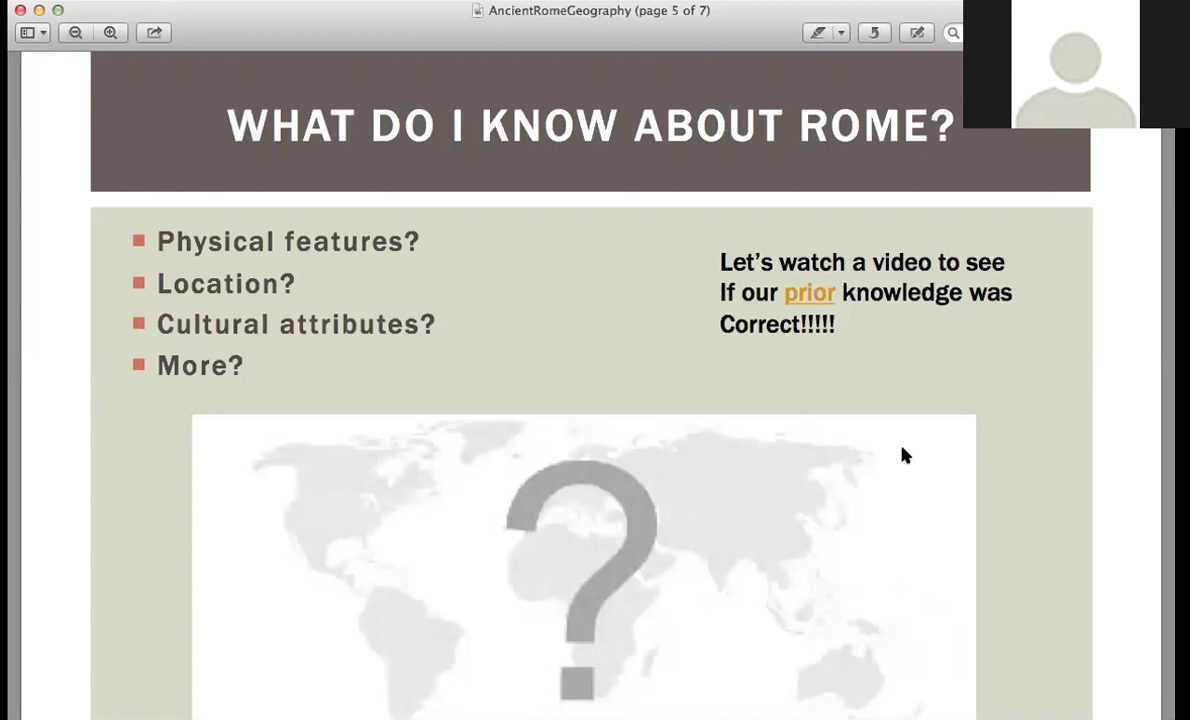 AncientRomeGeography (page 5 of 7)
WHAT DO I KNOW ABOUT ROME?
Physical features?
Location?
Cultural attributes?
More?
Let's watch a video to see
If our prior knowledge was
Correct!!!!!
?